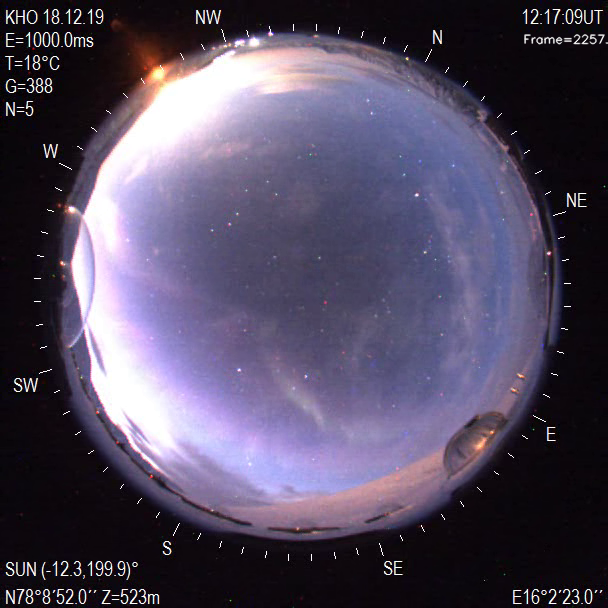 KHO 18.12.19
E=1000.0ms
T=18°C
G=388
N=5
12:17:09UT
Frame=2257.
NW
N
W
NE
SW
E
S
SE
SUN (-12.3,199.9)°
N78°8'52.0'' Z=523m
E16°2'23.0''